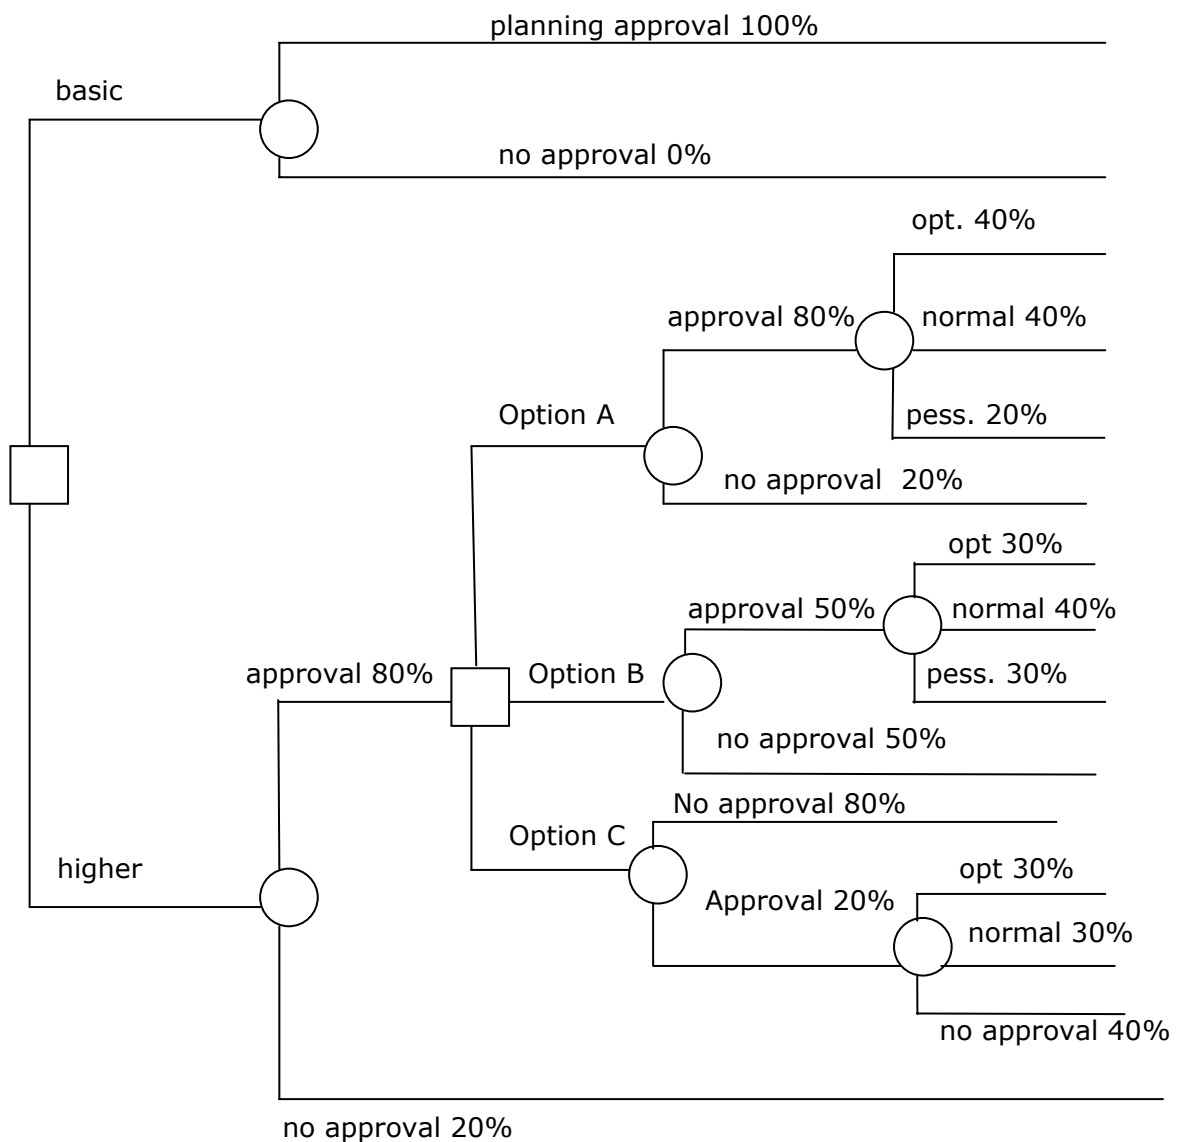 planning approval 100%
basic
no approval 0%
opt. 40%
approval 80%
normal 40%
Option A
pess. 20%
no approval 20%
opt 30%
approval 50%
normal 40%
approval 80%
Option B
pess. 30%
no approval 50%
No approval 80%
Option C
higher
opt 30%
Approval 20%
normal 30%
no approval 40%
no approval 20%